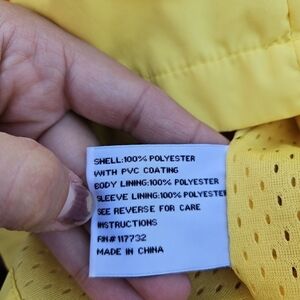 SHELL:100% POLYESTER
WITH PVC COATING
BODY LINING:100% POLYESTER
SLEEVE LINING:100% POLYESTER
SEE REVERSE FOR CARE
INSTRUCTIONS
RN# 117732
MADE IN CHINA